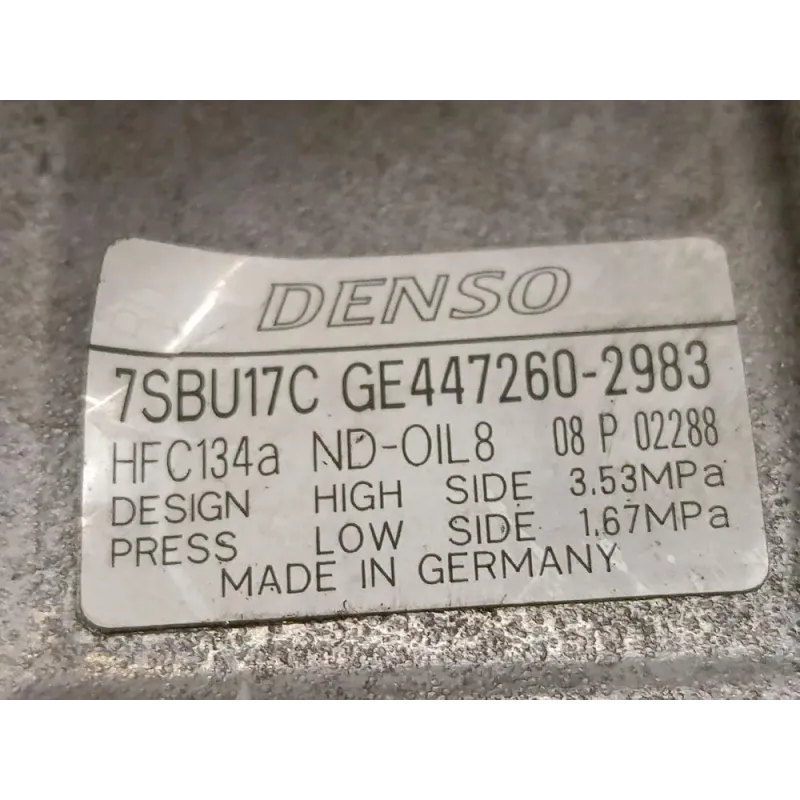 DENSO
7SBU17C GE447260-2983
HFC134a ND-OIL8 08 P 02288
DESIGN HIGH SIDE 3.53MPa
PRESS LOW SIDE 1.67MPa
MADE IN GERMANY